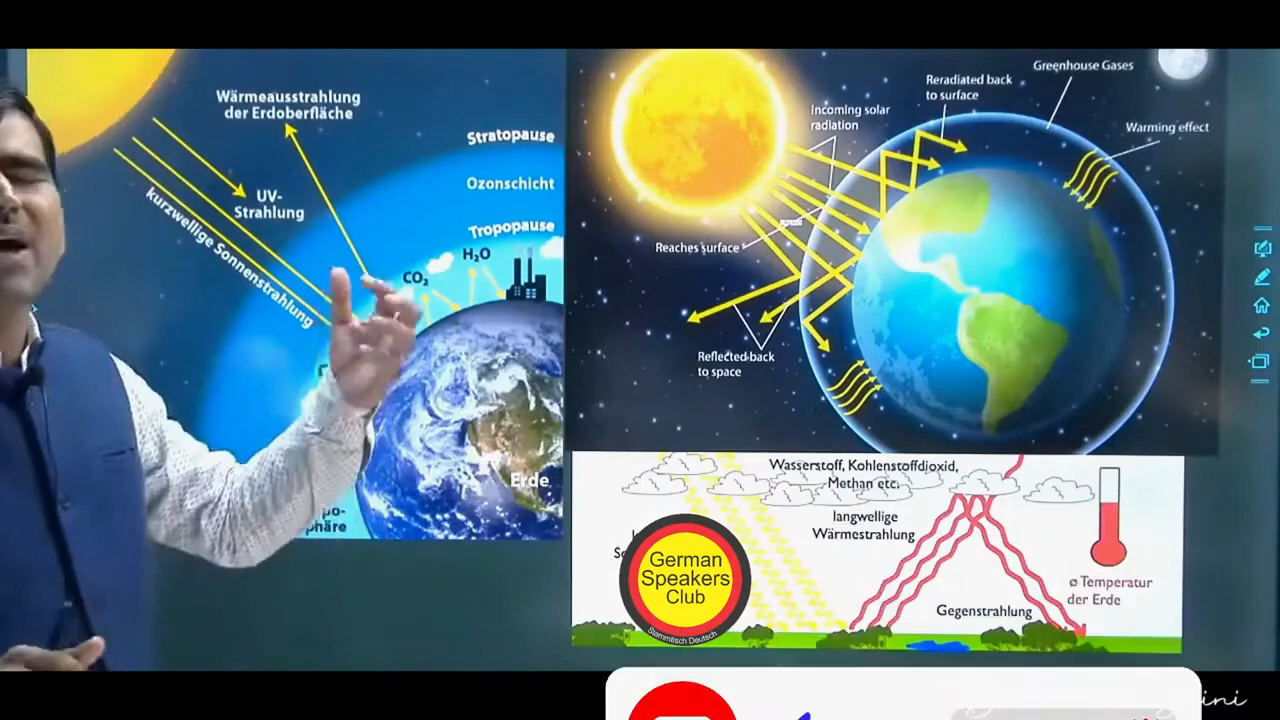 Wärmeausstrahlung
der Erdoberfläche
UV-
Strahlung
kurzwellige Sonnenstrahlung
Stratopause
Ozonschicht
Tropopause
H₂O
CO₂
Erde
phäre
Greenhouse Gases
Reradiated back
to surface
Incoming solar
radiation
Warming effect
Reaches surface
Reflected back
to space
Wasserstoff, Kohlenstoffdioxid,
Methan etc.
langwellige
Wärmestrahlung
Gegenstrahlung
ø Temperatur
der Erde
German
Speakers
Club
Stammtisch Deutsch